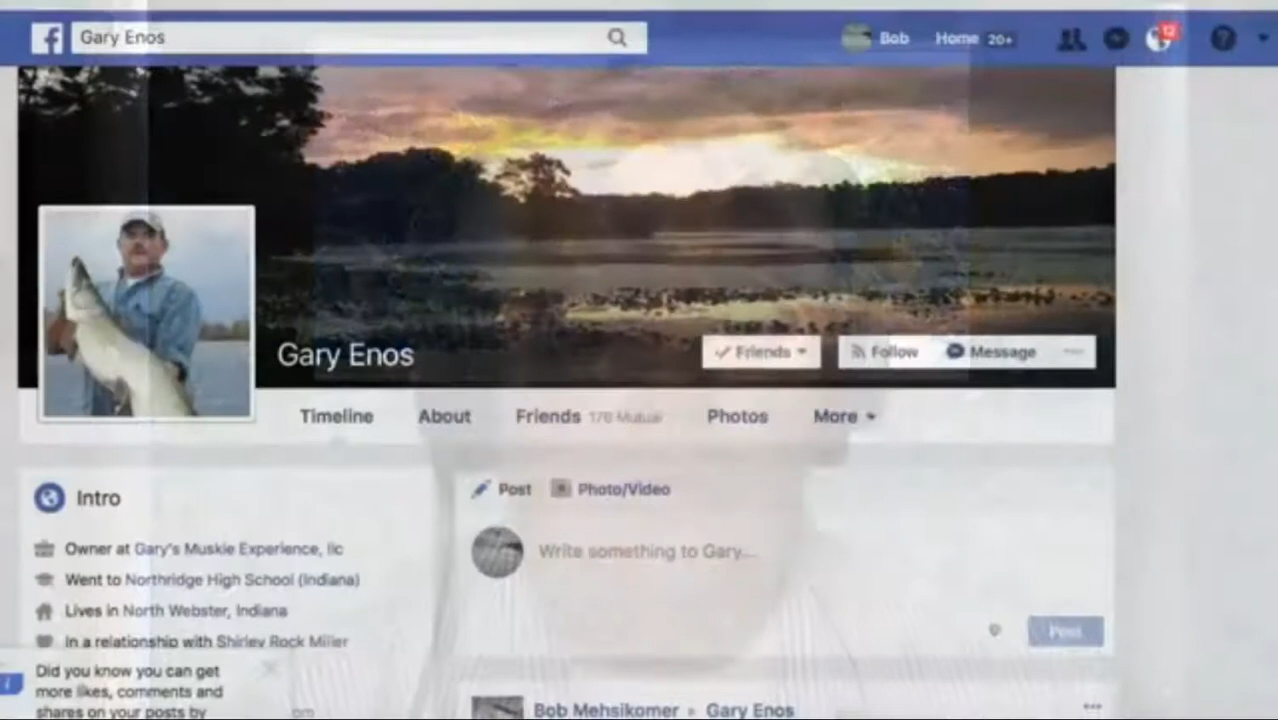 f
Gary Enos
Bob Home 20+ 12 ?
Gary Enos
Friends Follow Message
Timeline About Friends 178 Mutual Photos More
Intro
Owner at Gary's Muskie Experience, llc
Went to Northridge High School (Indiana)
Lives in North Webster, Indiana
In a relationship with Shirley Rock Miller
Did you know you can get
more likes, comments and
shares on your posts by
Post Photo/Video
Write something to Gary...
Post
Bob Mehsikomer ▸ Gary Enos